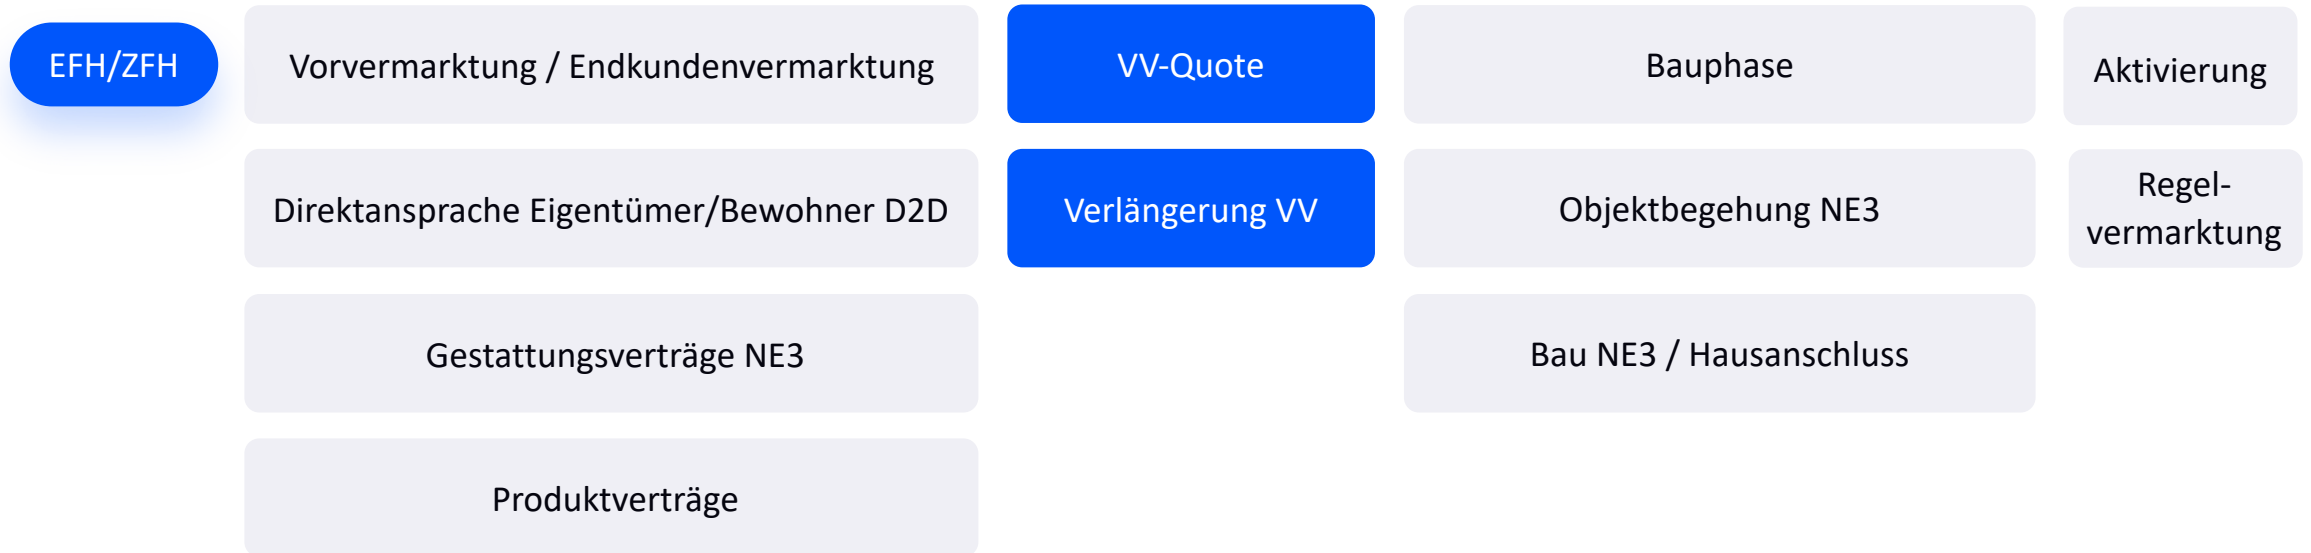 EFH/ZFH
Vorvermarktung / Endkundenvermarktung
VV-Quote
Bauphase
Aktivierung
Direktansprache Eigentümer/Bewohner D2D
Verlängerung VV
Objektbegehung NE3
Regel-
vermarktung
Gestattungsverträge NE3
Bau NE3 / Hausanschluss
Produktverträge